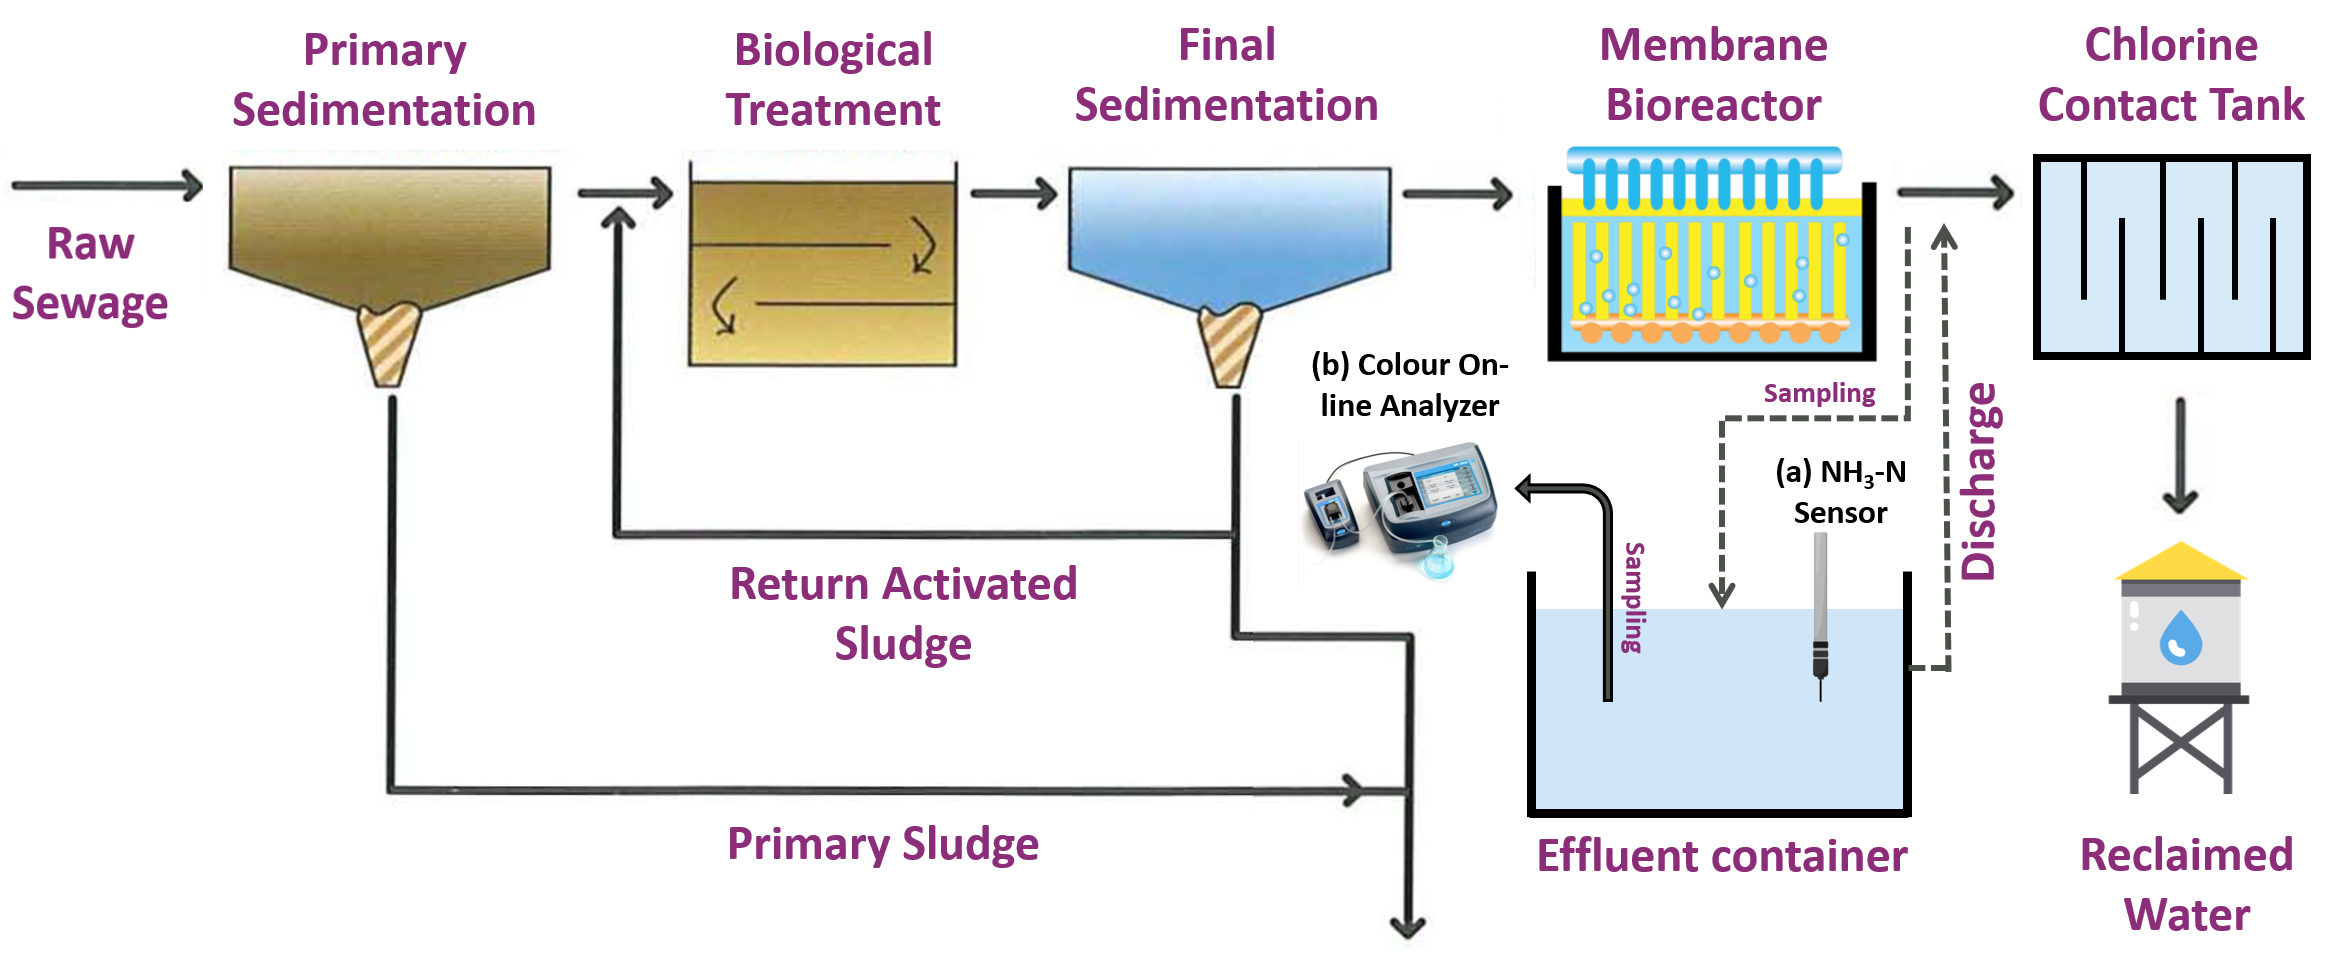 Primary
Sedimentation
Biological
Treatment
Final
Sedimentation
Membrane
Bioreactor
Chlorine
Contact Tank
Raw
Sewage
(b) Colour On-
line Analyzer
Sampling
(a) NH₃-N
Sensor
Discharge
Sampling
Return Activated
Sludge
Primary Sludge
Effluent container
Reclaimed
Water